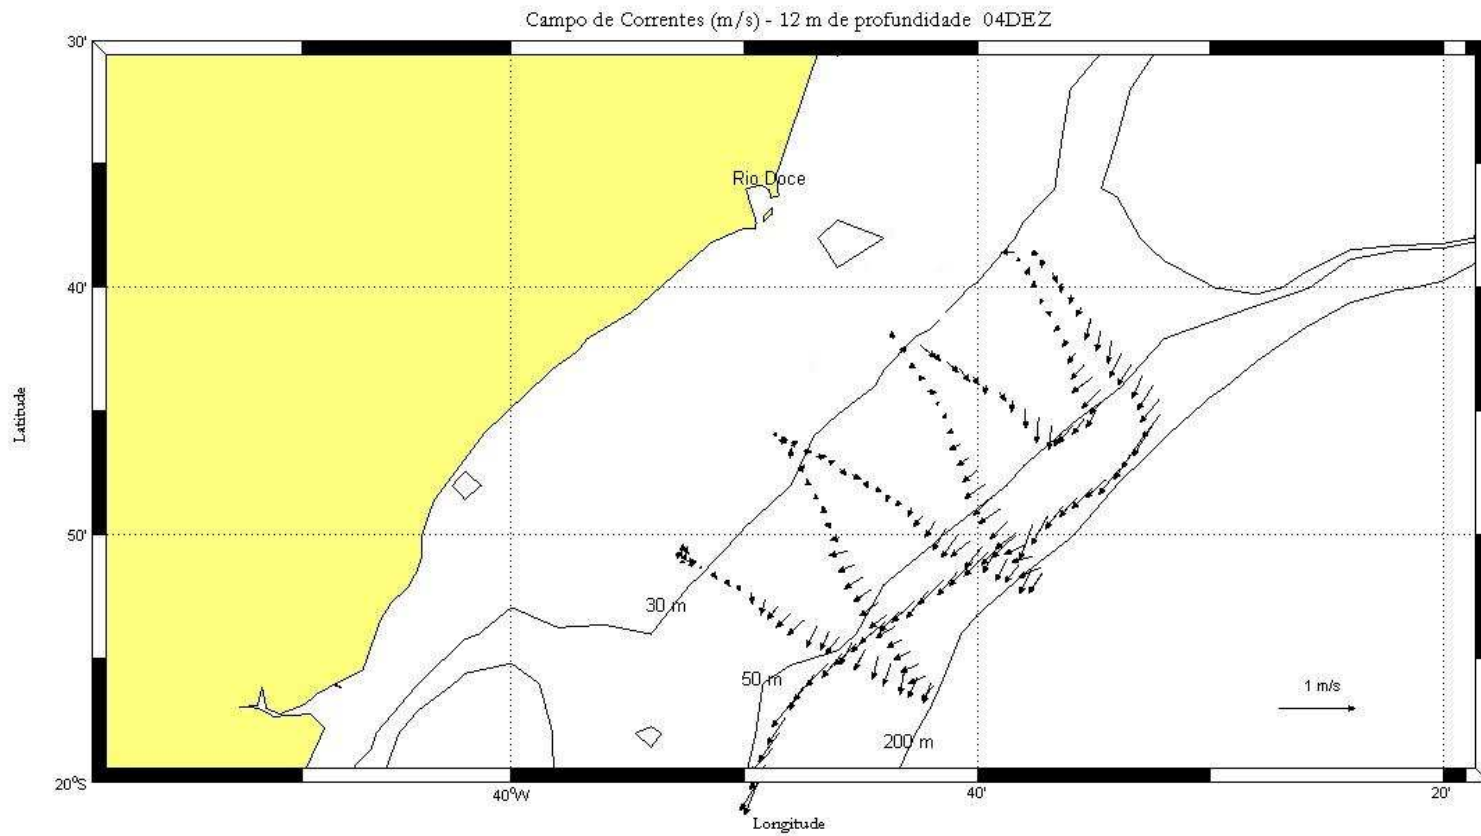 Campo de Correntes (m/s) - 12 m de profundidade 04DEZ
30'
Rio Doce
40'
Latitude
50'
30 m
50 m
1 m/s
200 m
20°S
40°W
40'
20'
Longitude